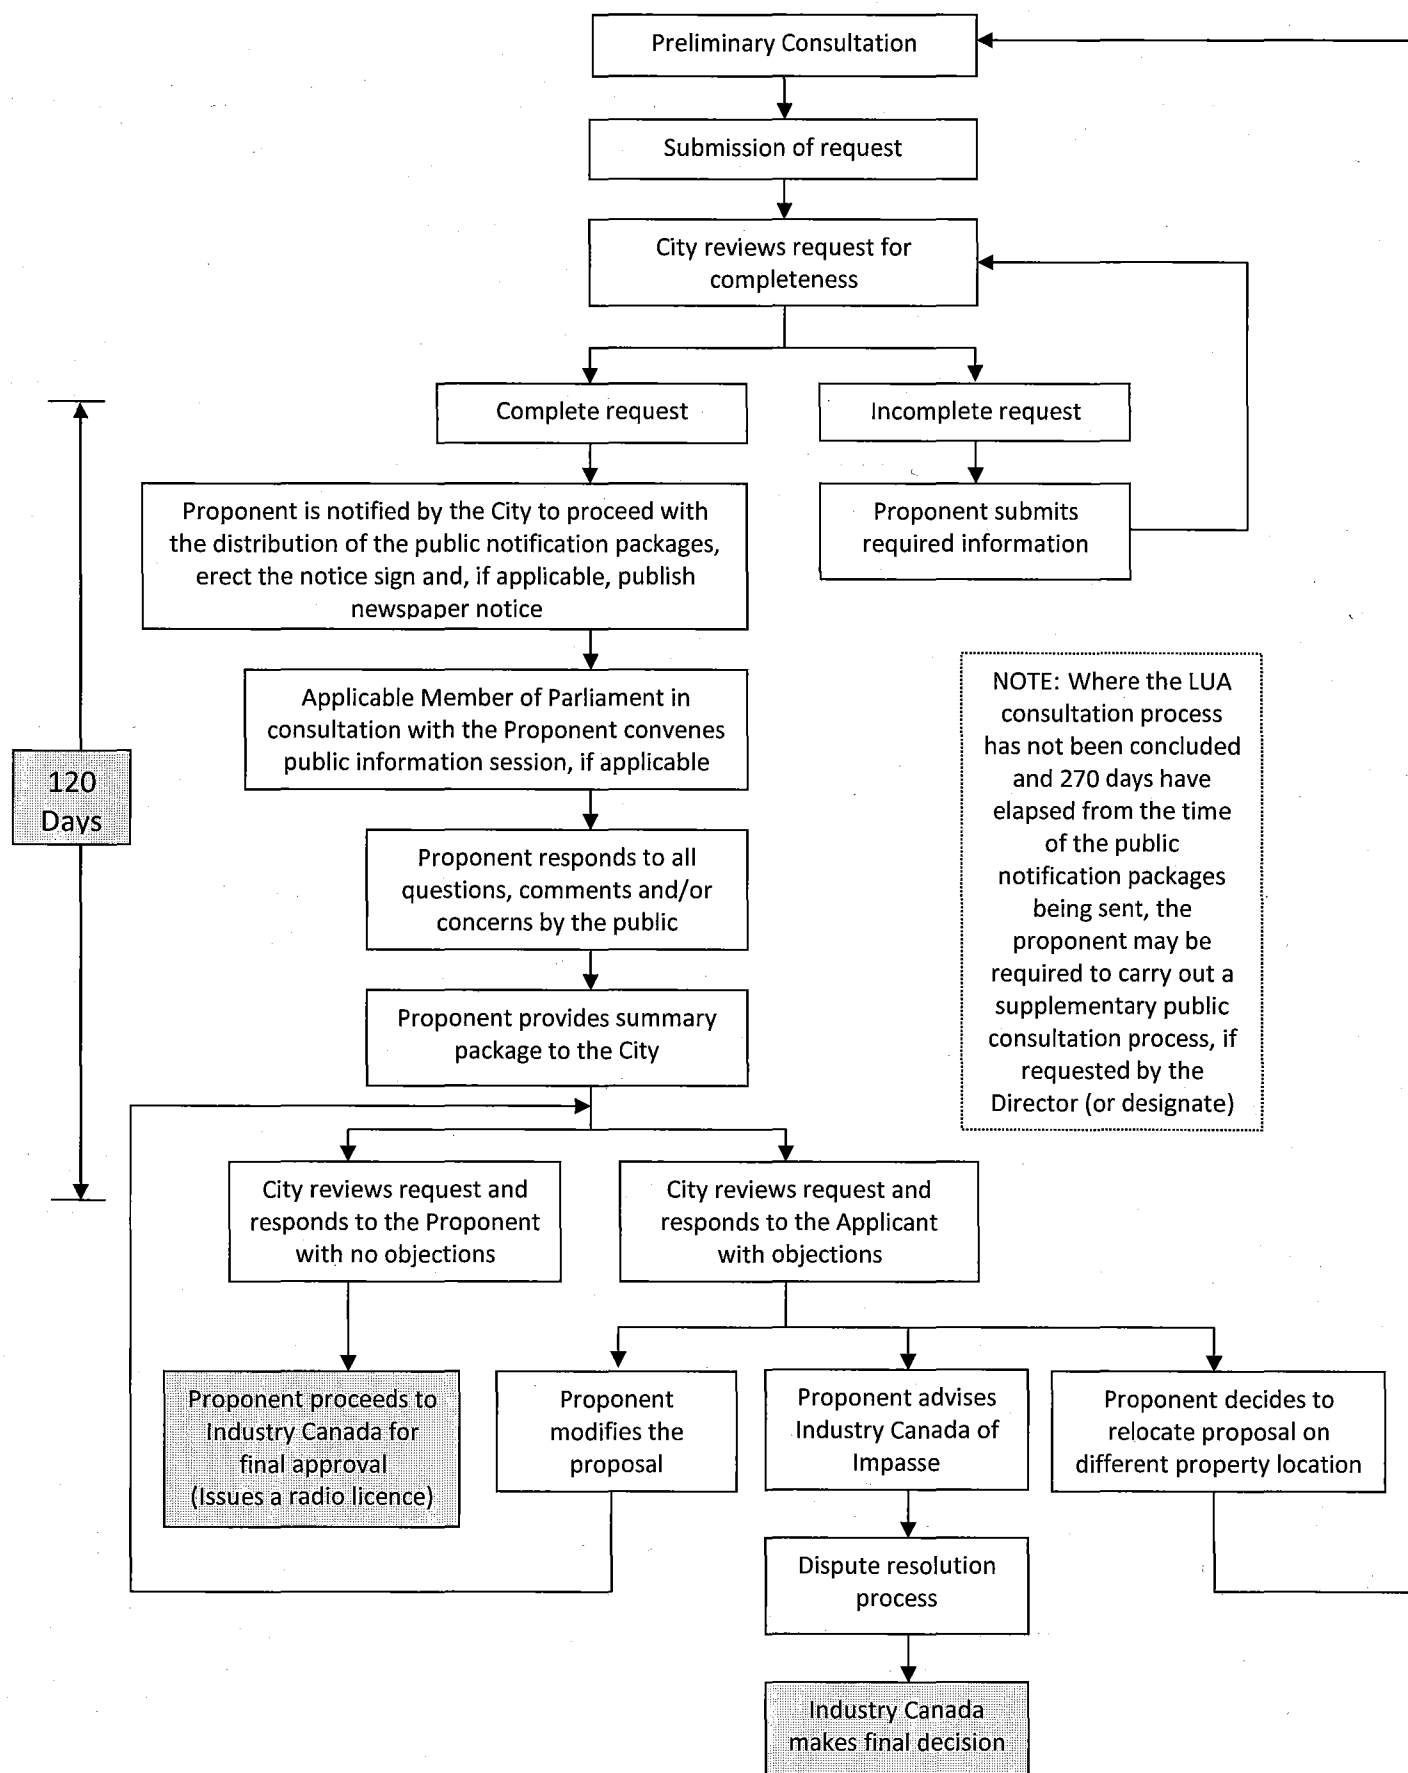 Preliminary Consultation
Submission of request
City reviews request for
completeness
Complete request
Incomplete request
Proponent is notified by the City to proceed with
the distribution of the public notification packages,
erect the notice sign and, if applicable, publish
newspaper notice
Proponent submits
required information
Applicable Member of Parliament in
consultation with the Proponent convenes
public information session, if applicable
NOTE: Where the LUA
consultation process
has not been concluded
and 270 days have
elapsed from the time
of the public
notification packages
being sent, the
proponent may be
required to carry out a
supplementary public
consultation process, if
requested by the
Director (or designate)
120
Days
Proponent responds to all
questions, comments and/or
concerns by the public
Proponent provides summary
package to the City
City reviews request and
responds to the Proponent
with no objections
City reviews request and
responds to the Applicant
with objections
Proponent proceeds to
Industry Canada for
final approval
(Issues a radio licence)
Proponent
modifies the
proposal
Proponent advises
Industry Canada of
Impasse
Proponent decides to
relocate proposal on
different property location
Dispute resolution
process
Industry Canada
makes final decision